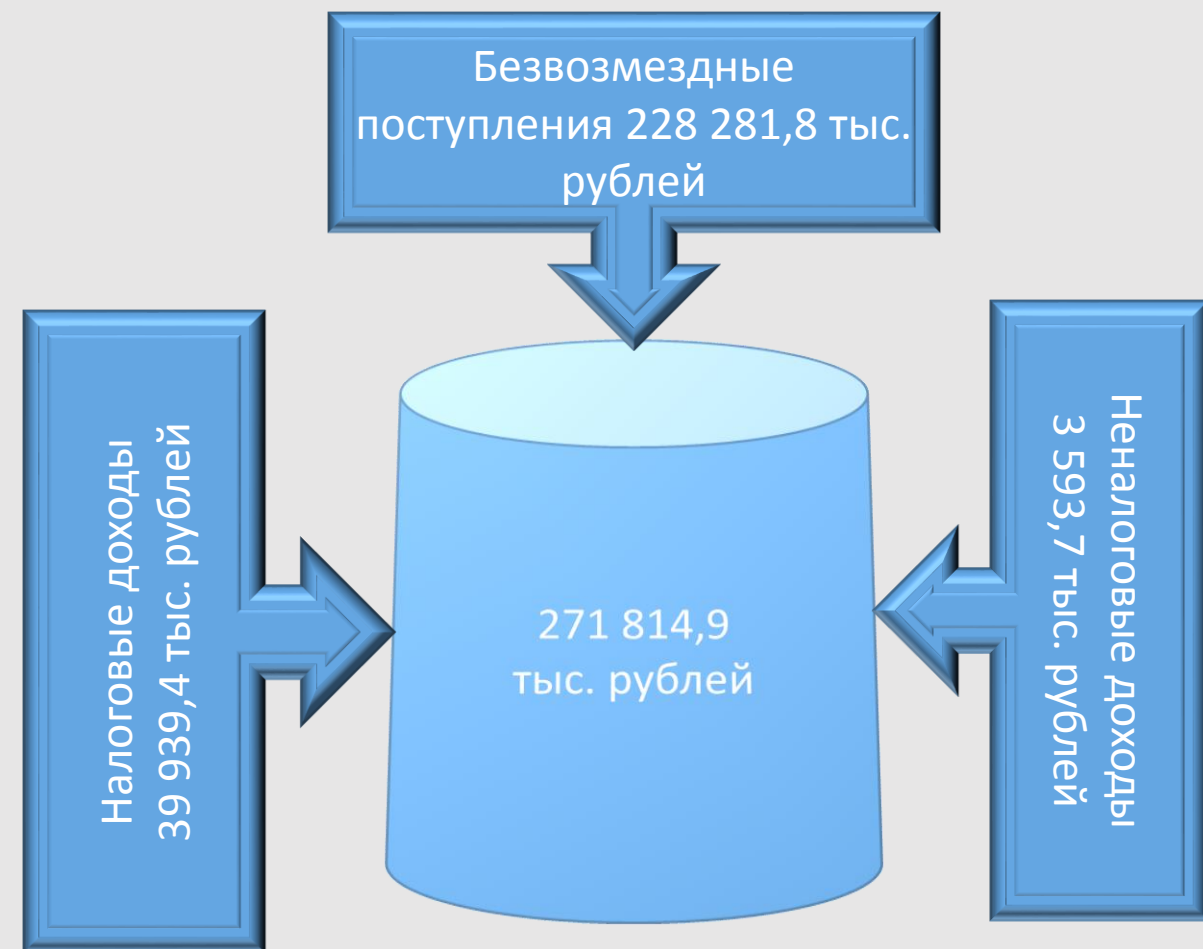 Безвозмездные
поступления 228 281,8 тыс.
рублей
Налоговые доходы
39 939,4 тыс. рублей
271 814,9
тыс. рублей
Неналоговые доходы
3 593,7 тыс. рублей